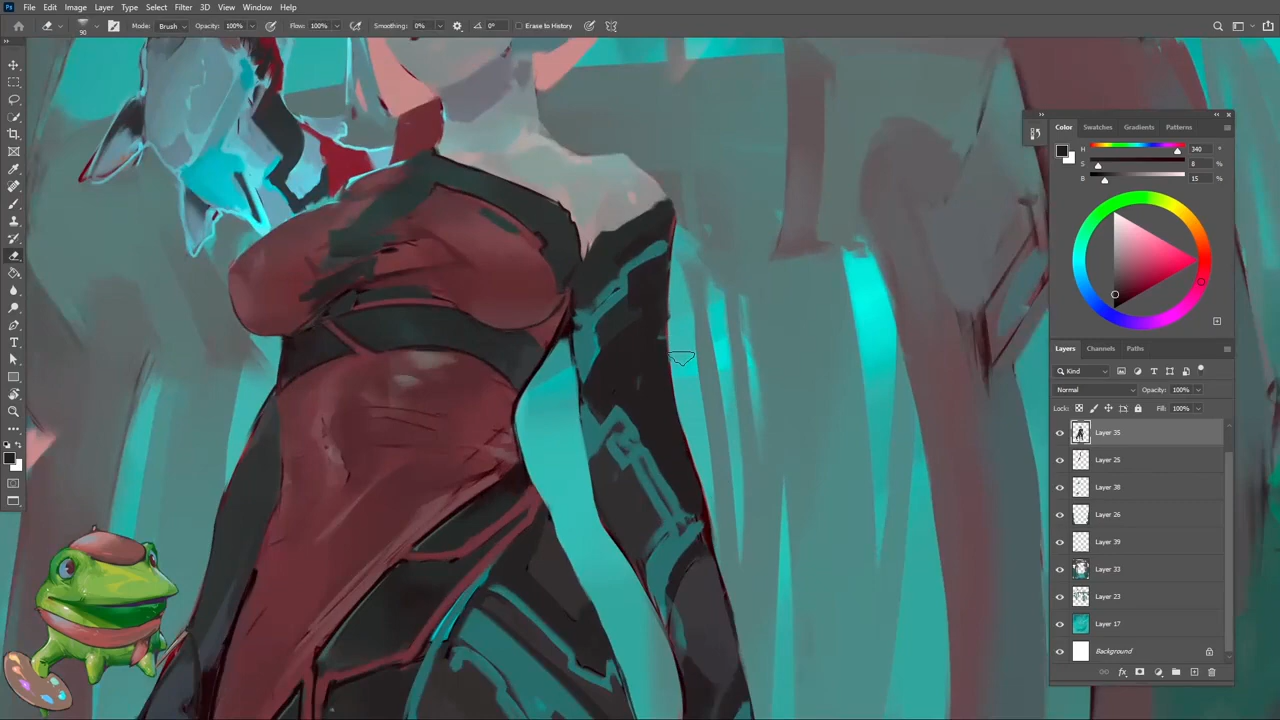 Ps File Edit Image Layer Type Select Filter 3D View Window Help
90 Mode: Brush Opacity: 100% Flow: 100% Smoothing: 0% 0° Erase to History
Color Swatches Gradients Patterns
H 340 °
S 8 %
B 15 %
Layers Channels Paths
Kind
Normal Opacity: 100%
Lock: Fill: 100%
Layer 35
Layer 25
Layer 38
Layer 26
Layer 39
Layer 33
Layer 23
Layer 17
Background
fx